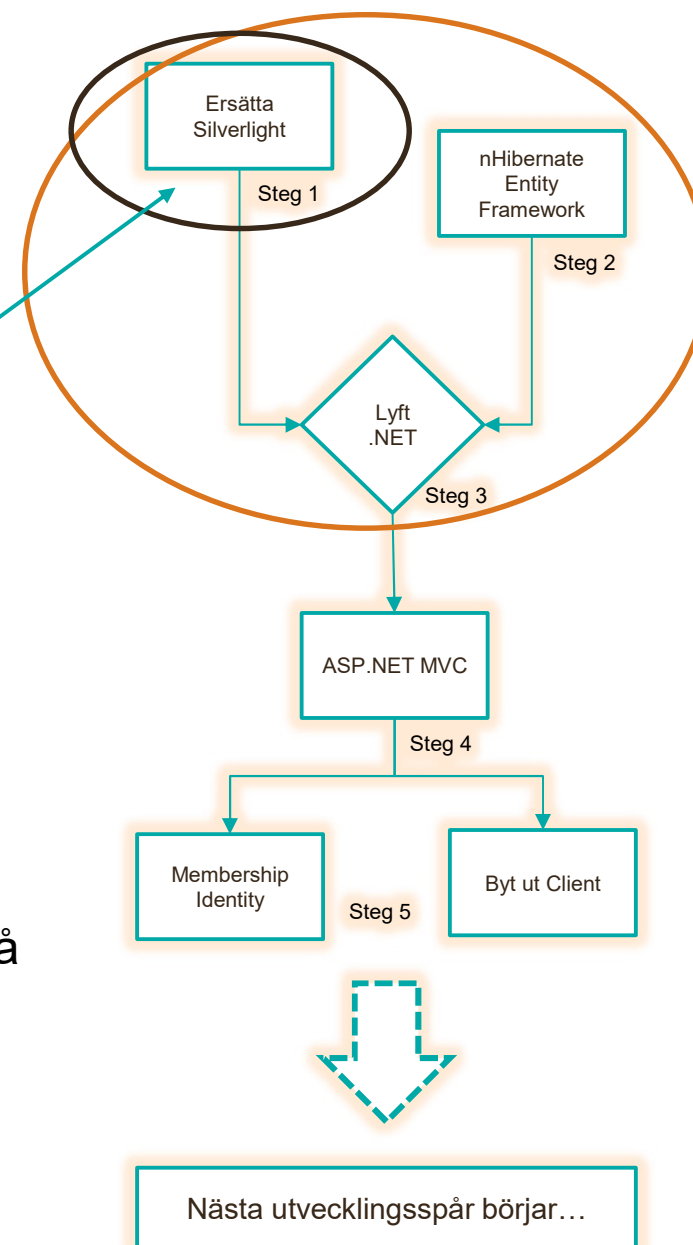 Ersätta
Silverlight
Steg 1
nHibernate
Entity
Framework
Steg 2
Lyft
.NET
Steg 3
ASP.NET MVC
Steg 4
Membership
Identity
Steg 5
Byt ut Client
å
Nästa utvecklingsspår börjar…